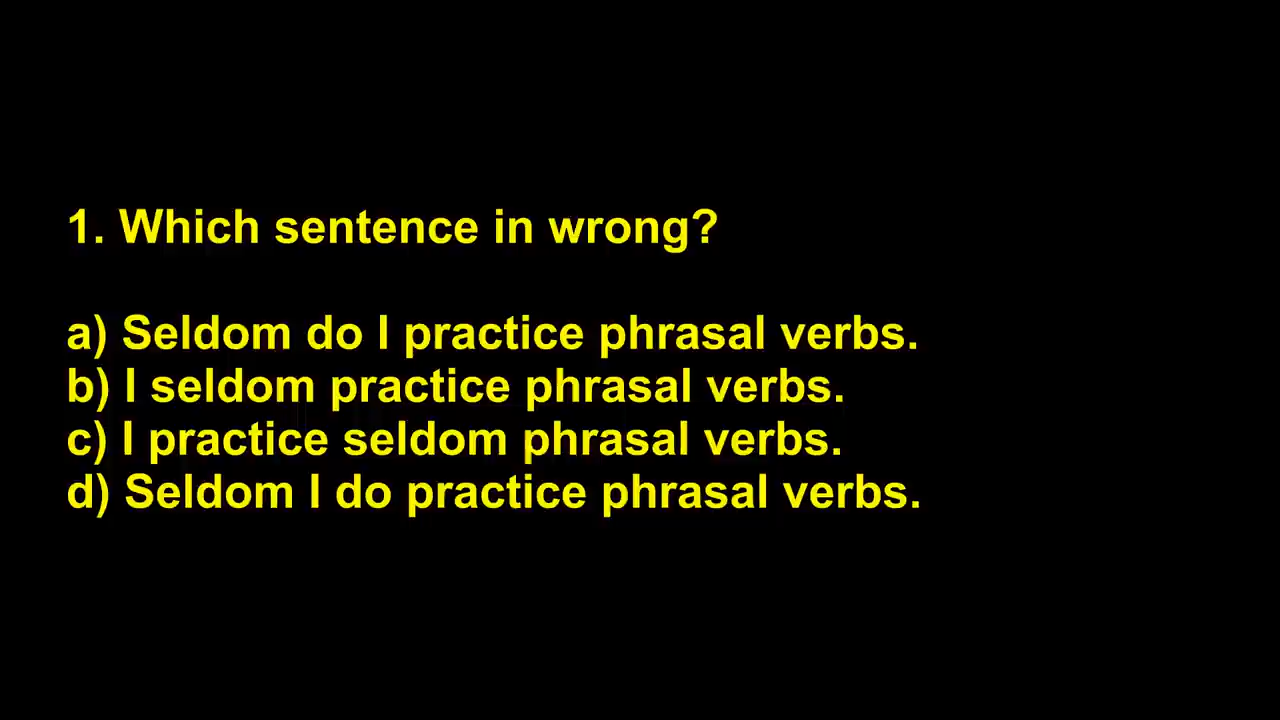 1. Which sentence in wrong?
a) Seldom do I practice phrasal verbs.
b) I seldom practice phrasal verbs.
c) I practice seldom phrasal verbs.
d) Seldom I do practice phrasal verbs.